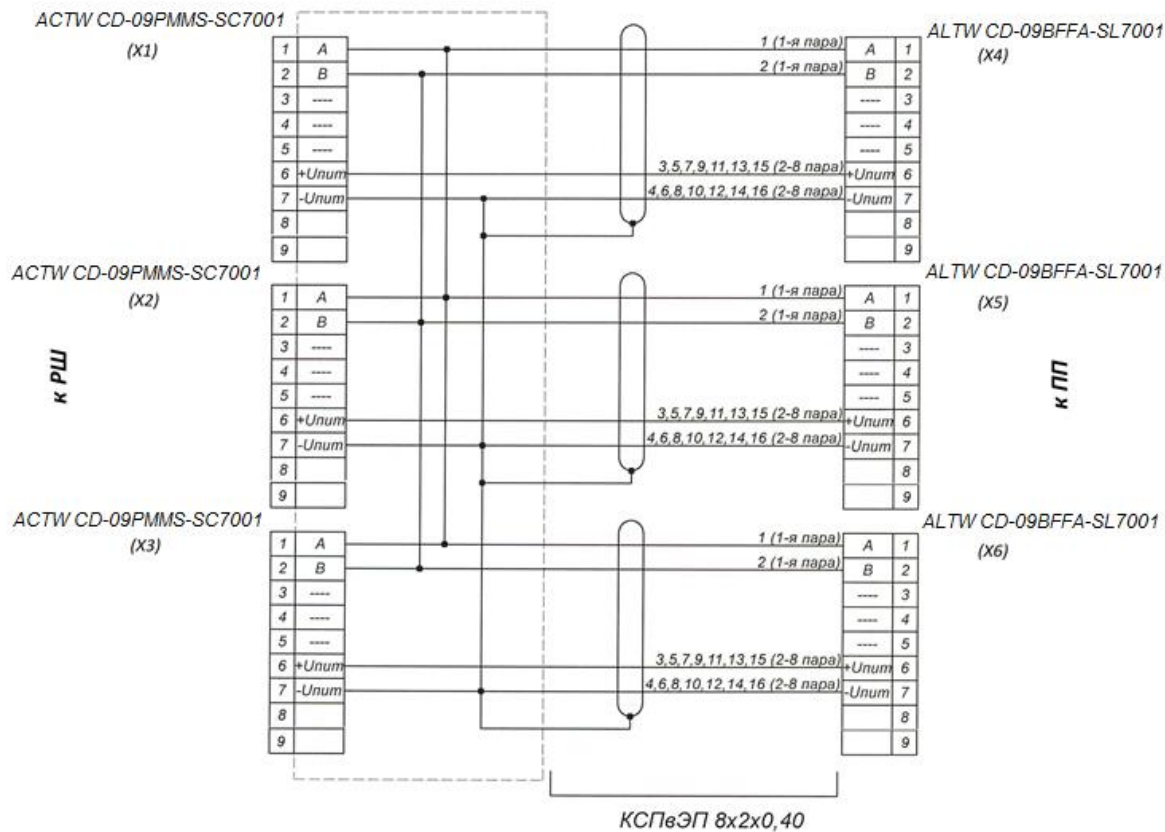 ACTW CD-09PMMS-SC7001
(X1)
1 A
2 B
3 ----
4 ----
5 ----
6 +Uпит
7 -Uпит
8
9
1 (1-я пара)
2 (1-я пара)
3,5,7,9,11,13,15 (2-8 пара)
4,6,8,10,12,14,16 (2-8 пара)
ALTW CD-09BFFA-SL7001
(X4)
A 1
B 2
---- 3
---- 4
---- 5
+Uпит 6
-Uпит 7
8
9
ACTW CD-09PMMS-SC7001
(X2)
1 A
2 B
3 ----
4 ----
5 ----
6 +Uпит
7 -Uпит
8
9
1 (1-я пара)
2 (1-я пара)
3,5,7,9,11,13,15 (2-8 пара)
4,6,8,10,12,14,16 (2-8 пара)
ALTW CD-09BFFA-SL7001
(X5)
A 1
B 2
---- 3
---- 4
---- 5
+Uпит 6
-Uпит 7
8
9
к РШ
к ПП
ACTW CD-09PMMS-SC7001
(X3)
1 A
2 B
3 ----
4 ----
5 ----
6 +Uпит
7 -Uпит
8
9
1 (1-я пара)
2 (1-я пара)
3,5,7,9,11,13,15 (2-8 пара)
4,6,8,10,12,14,16 (2-8 пара)
ALTW CD-09BFFA-SL7001
(X6)
A 1
B 2
---- 3
---- 4
---- 5
+Uпит 6
-Uпит 7
8
9
КСПвЭП 8х2х0,40